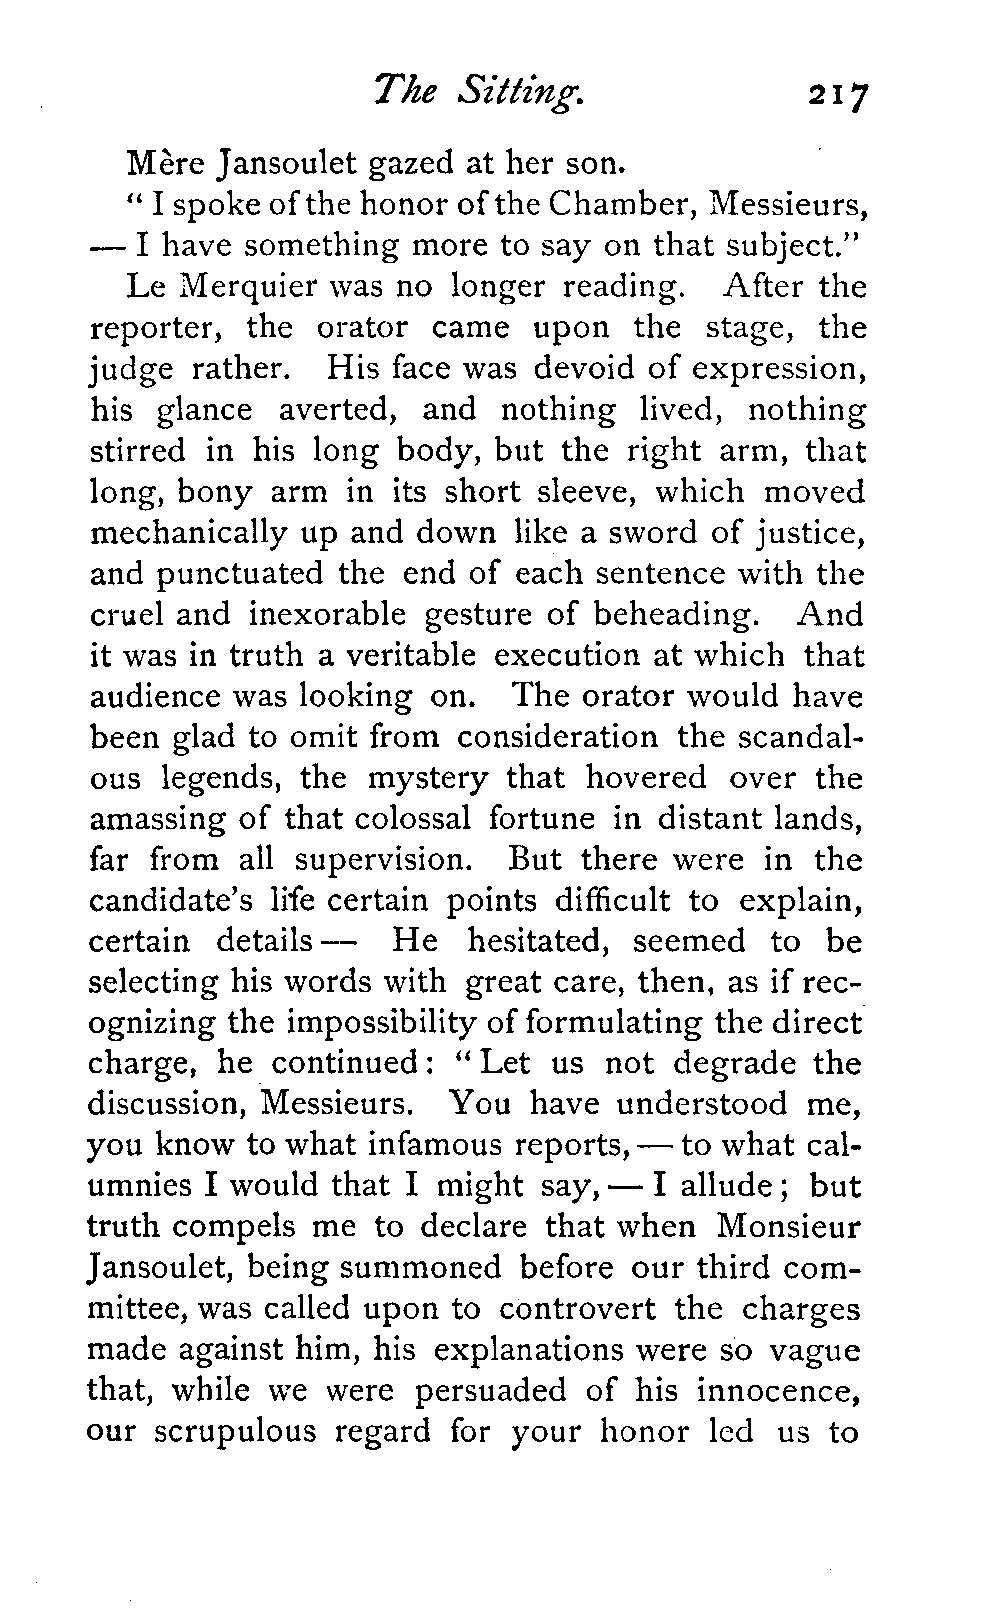 The Sitting. 217
Mère Jansoulet gazed at her son.
" I spoke of the honor of the Chamber, Messieurs,
— I have something more to say on that subject."
Le Merquier was no longer reading. After the
reporter, the orator came upon the stage, the
judge rather. His face was devoid of expression,
his glance averted, and nothing lived, nothing
stirred in his long body, but the right arm, that
long, bony arm in its short sleeve, which moved
mechanically up and down like a sword of justice,
and punctuated the end of each sentence with the
cruel and inexorable gesture of beheading. And
it was in truth a veritable execution at which that
audience was looking on. The orator would have
been glad to omit from consideration the scandal-
ous legends, the mystery that hovered over the
amassing of that colossal fortune in distant lands,
far from all supervision. But there were in the
candidate's life certain points difficult to explain,
certain details — He hesitated, seemed to be
selecting his words with great care, then, as if rec-
ognizing the impossibility of formulating the direct
charge, he continued: " Let us not degrade the
discussion, Messieurs. You have understood me,
you know to what infamous reports, — to what cal-
umnies I would that I might say, — I allude; but
truth compels me to declare that when Monsieur
Jansoulet, being summoned before our third com-
mittee, was called upon to controvert the charges
made against him, his explanations were so vague
that, while we were persuaded of his innocence,
our scrupulous regard for your honor led us to